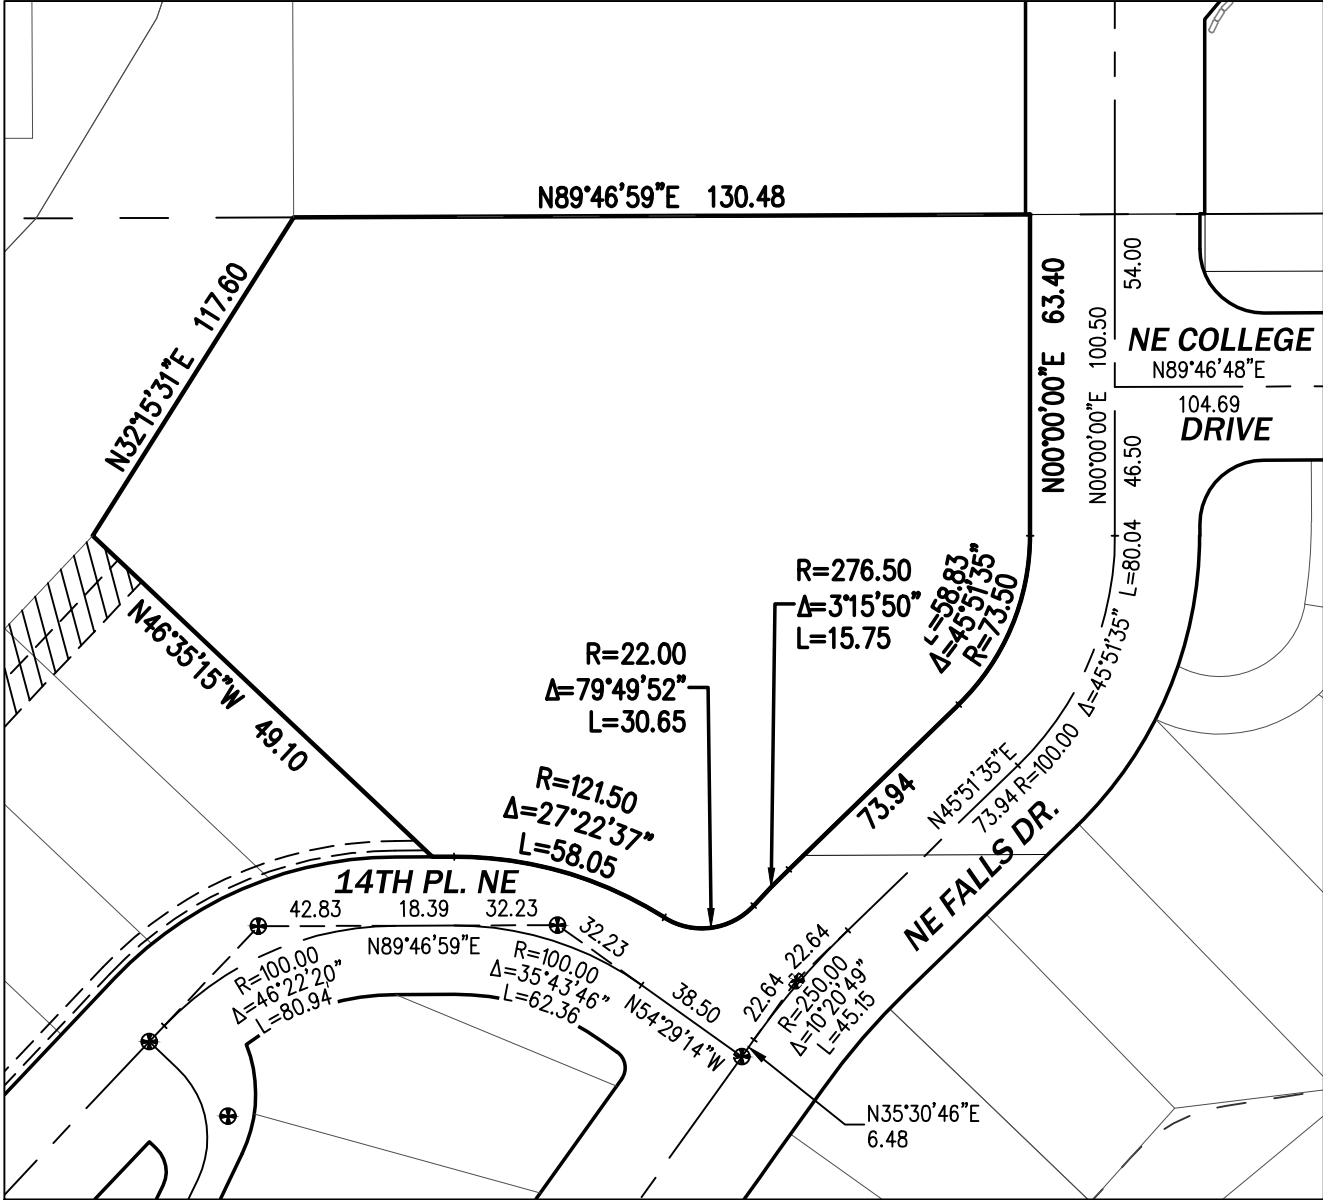 N89°46'59"E 130.48
N32°15'31"E 117.60
N00°00'00"E 63.40
N00°00'00"E 100.50
54.00
46.50
NE COLLEGE
N89°46'48"E
104.69
DRIVE
R=276.50
Δ=3°15'50"
L=15.75
L=58.83
Δ=45°51'35"
R=73.50
R=100.00 Δ=45°51'35" L=80.04
N46°35'15"W 49.10
R=22.00
Δ=79°49'52"
L=30.65
R=121.50
Δ=27°22'37"
L=58.05
73.94
N45°51'35"E
73.94
NE FALLS DR.
14TH PL. NE
42.83 18.39 32.23
N89°46'59"E
32.23
R=100.00
Δ=46°22'20"
L=80.94
R=100.00
Δ=35°43'46"
L=62.36
38.50
N54°29'14"W
22.64 22.64
R=250.00
Δ=10°20'49"
L=45.15
N35°30'46"E
6.48